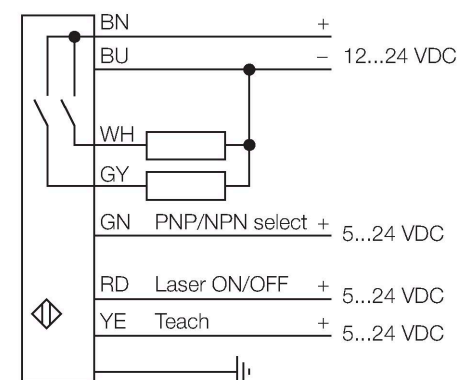 BN +
BU − 12...24 VDC
WH
GY
GN PNP/NPN select + 5...24 VDC
RD Laser ON/OFF + 5...24 VDC
YE Teach + 5...24 VDC